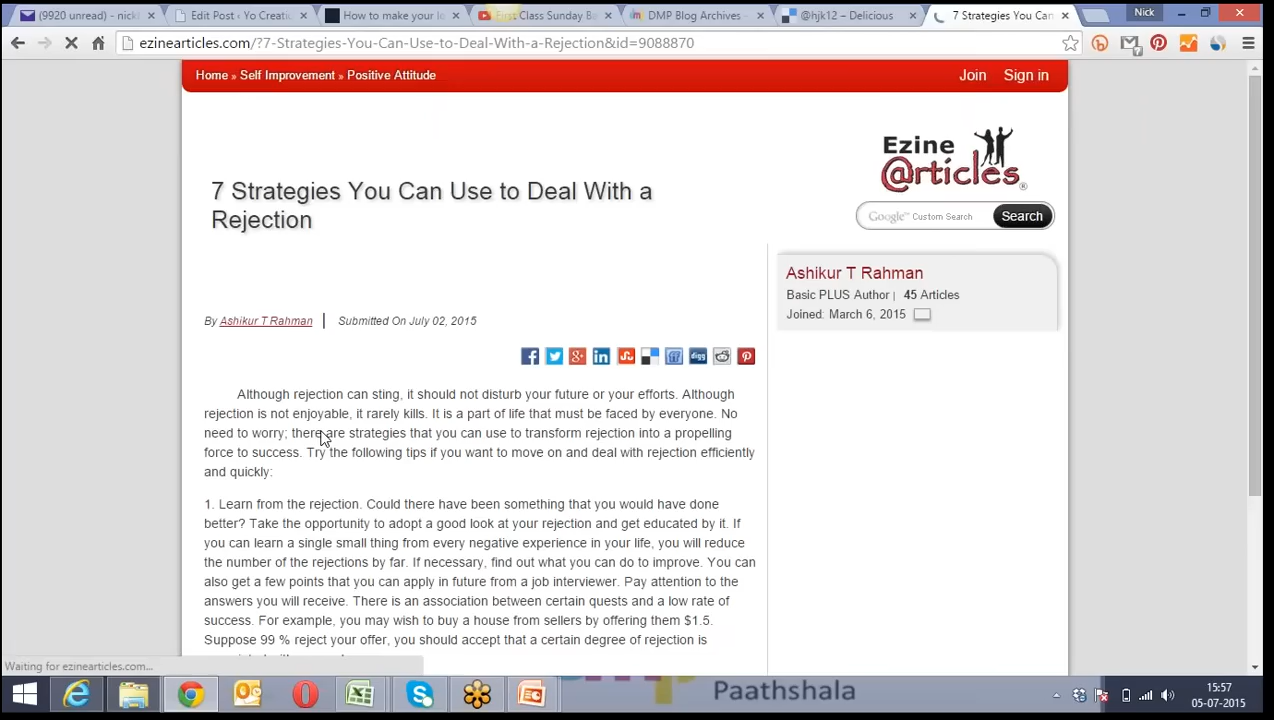 (9920 unread) - nick
Edit Post ‹ Yo Creativ
How to make your lo
First Class Sunday Ba
DMP Blog Archives -
@hjk12 – Delicious
7 Strategies You Can
Nick
ezinearticles.com/?7-Strategies-You-Can-Use-to-Deal-With-a-Rejection&id=9088870
Home » Self Improvement » Positive Attitude
Join Sign in
Ezine
@rticles®
Google™ Custom Search
Search
7 Strategies You Can Use to Deal With a
Rejection
Ashikur T Rahman
Basic PLUS Author | 45 Articles
Joined: March 6, 2015
By Ashikur T Rahman | Submitted On July 02, 2015
Although rejection can sting, it should not disturb your future or your efforts. Although
rejection is not enjoyable, it rarely kills. It is a part of life that must be faced by everyone. No
need to worry; there are strategies that you can use to transform rejection into a propelling
force to success. Try the following tips if you want to move on and deal with rejection efficiently
and quickly:
1. Learn from the rejection. Could there have been something that you would have done
better? Take the opportunity to adopt a good look at your rejection and get educated by it. If
you can learn a single small thing from every negative experience in your life, you will reduce
the number of the rejections by far. If necessary, find out what you can do to improve. You can
also get a few points that you can apply in future from a job interviewer. Pay attention to the
answers you will receive. There is an association between certain quests and a low rate of
success. For example, you may wish to buy a house from sellers by offering them $1.5.
Suppose 99 % reject your offer, you should accept that a certain degree of rejection is
Waiting for ezinearticles.com...
Paathshala
15:57
05-07-2015